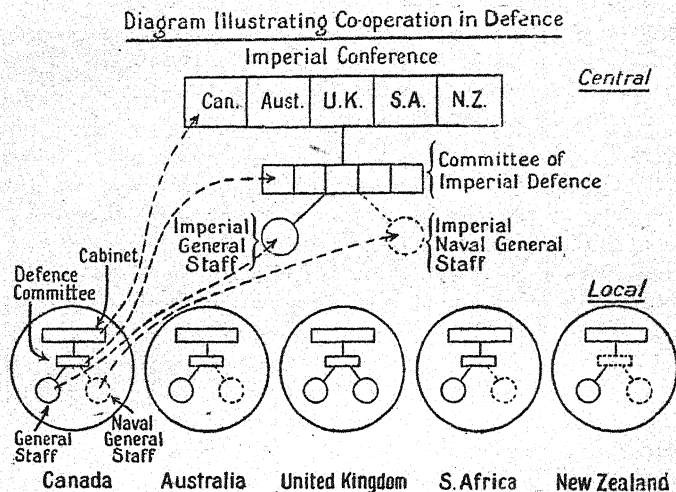 Diagram Illustrating Co-operation in Defence
Imperial Conference
Central
Can. Aust. U.K. S.A. N.Z.
Committee of
Imperial Defence
Imperial
General
Staff
Imperial
Naval General
Staff
Cabinet
Defence
Committee
Local
General
Staff
Naval
General
Staff
Canada Australia United Kingdom S. Africa New Zealand